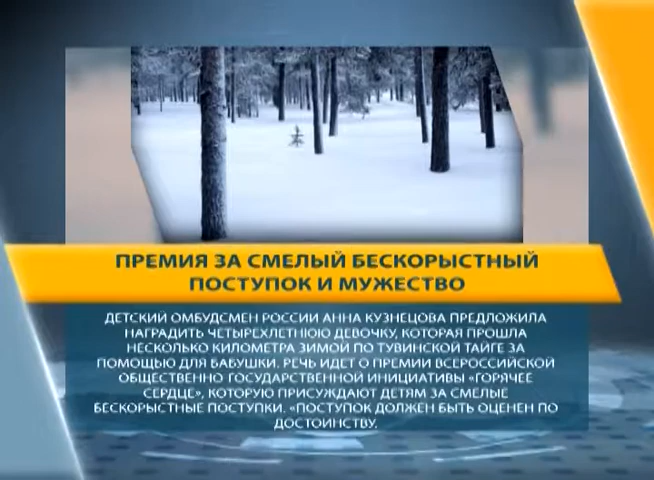 ПРЕМИЯ ЗА СМЕЛЫЙ БЕСКОРЫСТНЫЙ
ПОСТУПОК И МУЖЕСТВО
ДЕТСКИЙ ОМБУДСМЕН РОССИИ АННА КУЗНЕЦОВА ПРЕДЛОЖИЛА
НАГРАДИТЬ ЧЕТЫРЕХЛЕТНЮЮ ДЕВОЧКУ, КОТОРАЯ ПРОШЛА
НЕСКОЛЬКО КИЛОМЕТРА ЗИМОЙ ПО ТУВИНСКОЙ ТАЙГЕ ЗА
ПОМОЩЬЮ ДЛЯ БАБУШКИ. РЕЧЬ ИДЕТ О ПРЕМИИ ВСЕРОССИЙСКОЙ
ОБЩЕСТВЕННО ГОСУДАРСТВЕННОЙ ИНИЦИАТИВЫ «ГОРЯЧЕЕ
СЕРДЦЕ», КОТОРУЮ ПРИСУЖДАЮТ ДЕТЯМ ЗА СМЕЛЫЕ
БЕСКОРЫСТНЫЕ ПОСТУПКИ. «ПОСТУПОК ДОЛЖЕН БЫТЬ ОЦЕНЕН ПО
ДОСТОИНСТВУ.